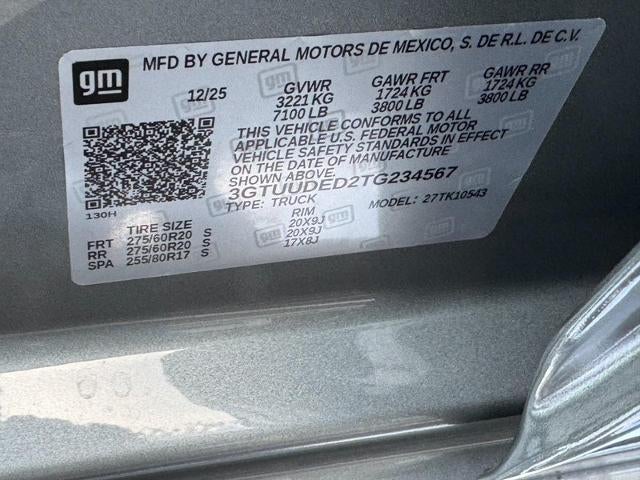 gm
MFD BY GENERAL MOTORS DE MEXICO, S. DE R.L. DE C.V.
12/25 GVWR GAWR FRT GAWR RR
3221 KG 1724 KG 1724 KG
7100 LB 3800 LB 3800 LB
THIS VEHICLE CONFORMS TO ALL
APPLICABLE U.S. FEDERAL MOTOR
VEHICLE SAFETY STANDARDS IN EFFECT
ON THE DATE OF MANUFACTURE
SHOWN ABOVE.
3GTUUDED2TG234567
TYPE: TRUCK MODEL: 27TK10543
130H
TIRE SIZE RIM
FRT 275/60R20 S 20X9J
RR 275/60R20 S 20X9J
SPA 255/80R17 S 17X8J